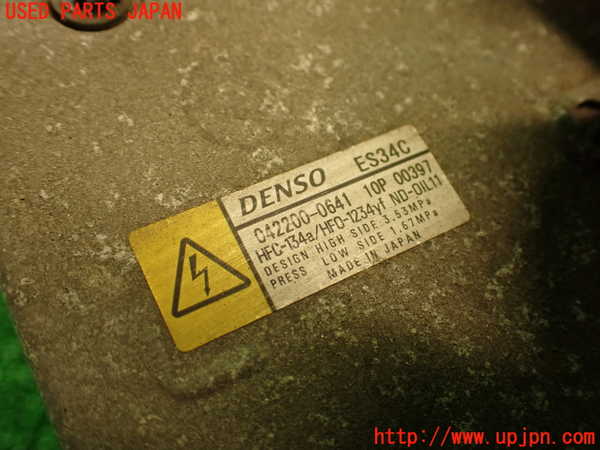 USED PARTS JAPAN
DENSO ES34C
042200-0641 10P 00397
HFC-134a/HFO-1234yf ND-OIL11
DESIGN HIGH SIDE 3.53MPa
PRESS LOW SIDE 1.67MPa
MADE IN JAPAN
http://www.upjpn.com/